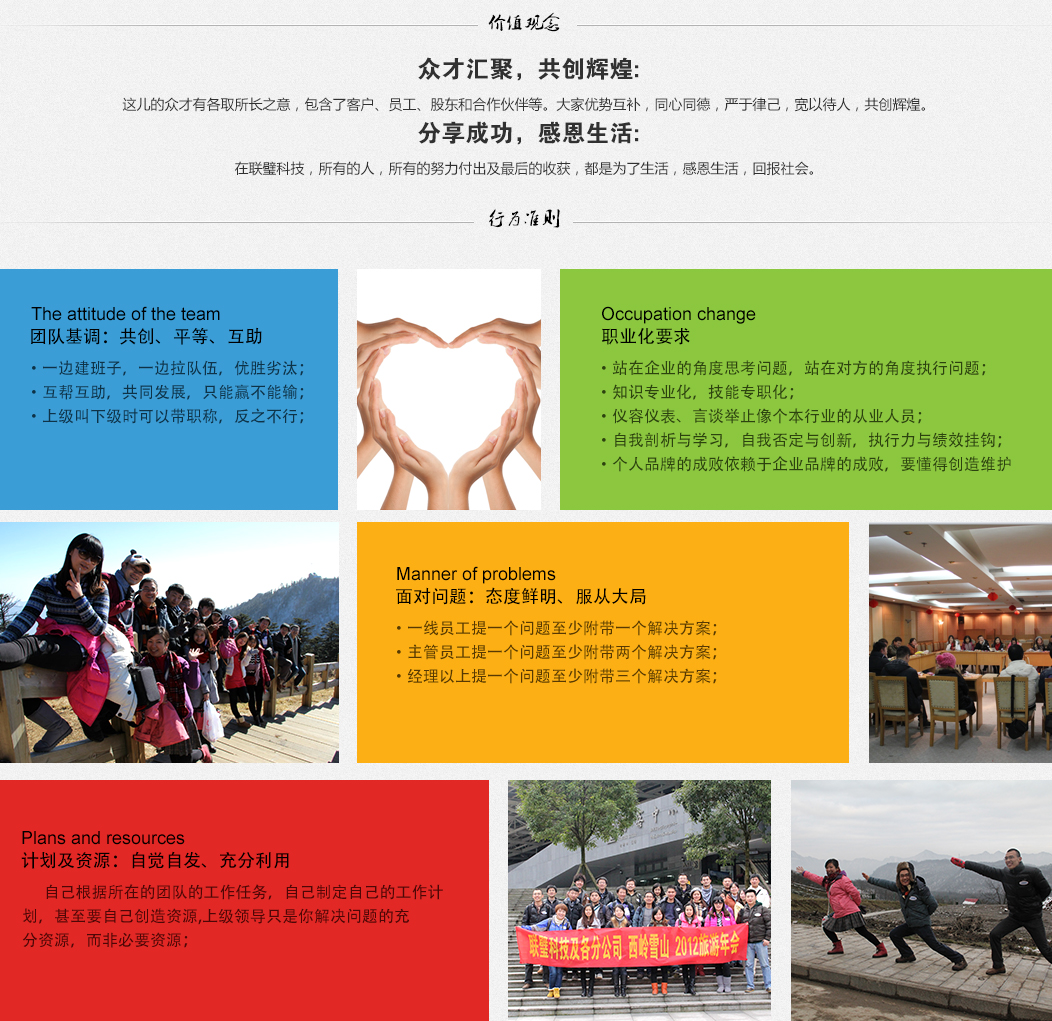 价值观念
众才汇聚，共创辉煌:
这儿的众才有各取所长之意，包含了客户、员工、股东和合作伙伴等。大家优势互补，同心同德，严于律己，宽以待人，共创辉煌。
分享成功，感恩生活:
在联璧科技，所有的人，所有的努力付出及最后的收获，都是为了生活，感恩生活，回报社会。
行为准则
The attitude of the team
团队基调：共创、平等、互助
• 一边建班子，一边拉队伍，优胜劣汰；
• 互帮互助，共同发展，只能赢不能输；
• 上级叫下级时可以带职称，反之不行；
Occupation change
职业化要求
• 站在企业的角度思考问题，站在对方的角度执行问题；
• 知识专业化，技能专职化；
• 仪容仪表、言谈举止像个本行业的从业人员；
• 自我剖析与学习，自我否定与创新，执行力与绩效挂钩；
• 个人品牌的成败依赖于企业品牌的成败，要懂得创造维护
Manner of problems
面对问题：态度鲜明、服从大局
• 一线员工提一个问题至少附带一个解决方案；
• 主管员工提一个问题至少附带两个解决方案；
• 经理以上提一个问题至少附带三个解决方案；
Plans and resources
计划及资源：自觉自发、充分利用
自己根据所在的团队的工作任务，自己制定自己的工作计
划，甚至要自己创造资源,上级领导只是你解决问题的充
分资源，而非必要资源；
联璧科技及各分公司 西岭雪山 2012旅游年会